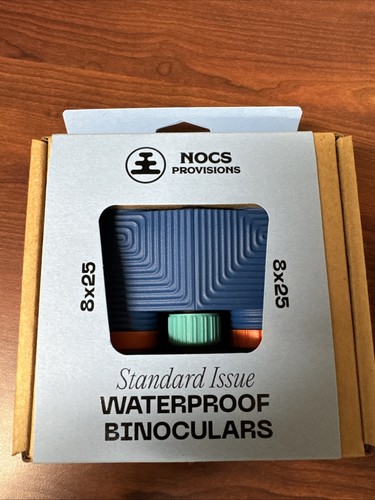 NOCS
PROVISIONS
8x25
8x25
Standard Issue
WATERPROOF
BINOCULARS